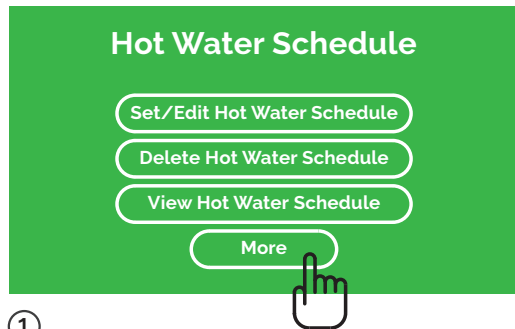 Hot Water Schedule
Set/Edit Hot Water Schedule
Delete Hot Water Schedule
View Hot Water Schedule
More
1